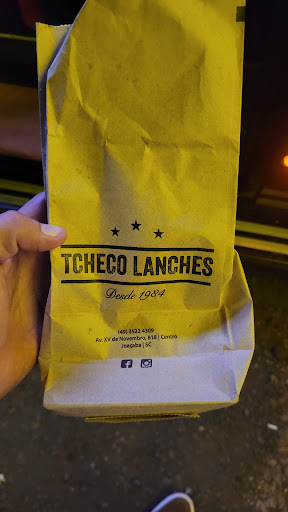 TCHECO LANCHES
Desde 1984
(49) 3522 4309
Av. XV de Novembro, 818 | Centro
Joaçaba | SC